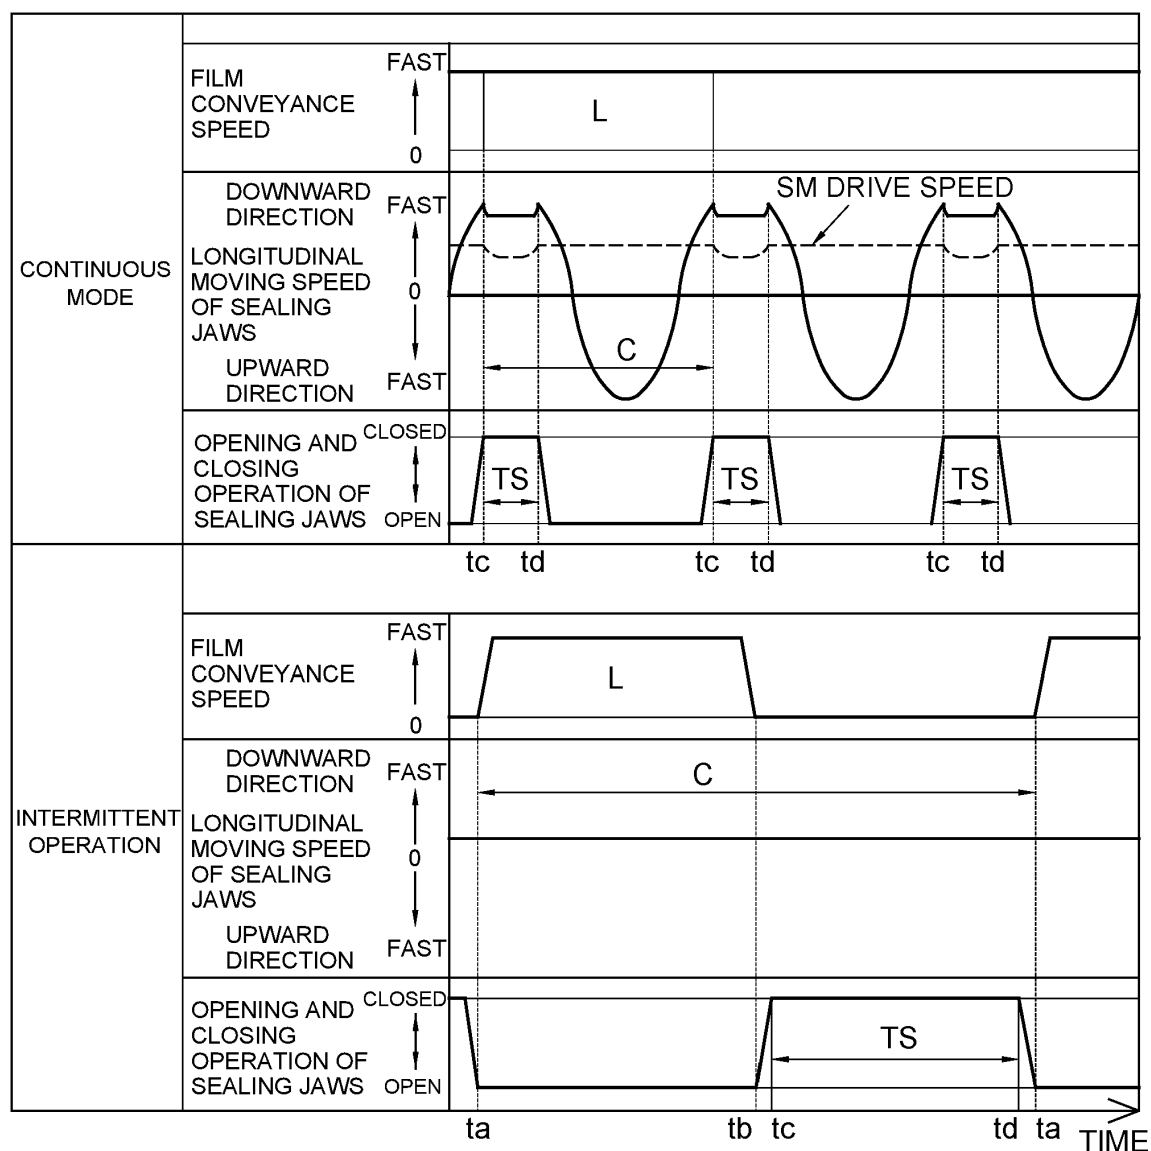 CONTINUOUS
MODE
FILM
CONVEYANCE
SPEED
FAST
0
L
DOWNWARD
DIRECTION
LONGITUDINAL
MOVING SPEED
OF SEALING
JAWS
UPWARD
DIRECTION
FAST
0
FAST
SM DRIVE SPEED
C
OPENING AND
CLOSING
OPERATION OF
SEALING JAWS
CLOSED
OPEN
TS TS TS
tc td tc td tc td
INTERMITTENT
OPERATION
FILM
CONVEYANCE
SPEED
FAST
0
L
DOWNWARD
DIRECTION
LONGITUDINAL
MOVING SPEED
OF SEALING
JAWS
UPWARD
DIRECTION
FAST
0
FAST
C
OPENING AND
CLOSING
OPERATION OF
SEALING JAWS
CLOSED
OPEN
TS
ta tb tc td ta
TIME